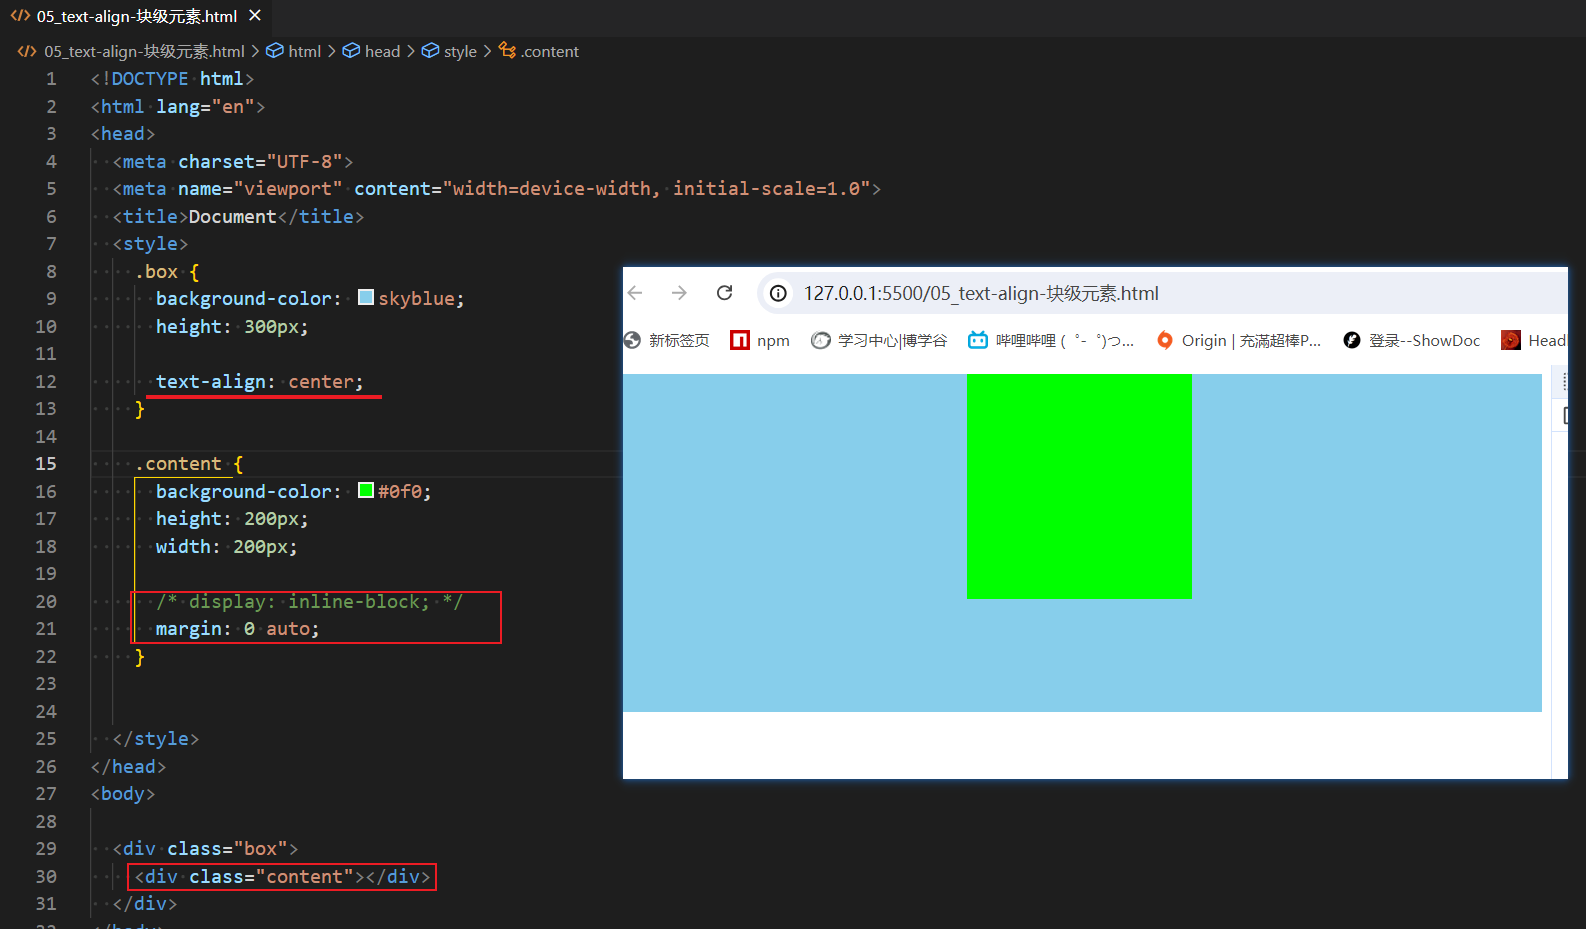 05_text-align-块级元素.html
05_text-align-块级元素.html > html > head > style > .content
1 <!DOCTYPE html>
2 <html lang="en">
3 <head>
4 <meta charset="UTF-8">
5 <meta name="viewport" content="width=device-width, initial-scale=1.0">
6 <title>Document</title>
7 <style>
8 .box {
9 background-color: skyblue;
10 height: 300px;
11
12 text-align: center;
13 }
14
15 .content {
16 background-color: #0f0;
17 height: 200px;
18 width: 200px;
19
20 /* display: inline-block; */
21 margin: 0 auto;
22 }
23
24
25 </style>
26 </head>
27 <body>
28
29 <div class="box">
30 <div class="content"></div>
31 </div>
32 </body>
127.0.0.1:5500/05_text-align-块级元素.html
新标签页 npm 学习中心|博学谷 哔哩哔哩 (゜-゜)つ... Origin | 充滿超棒P... 登录--ShowDoc Head